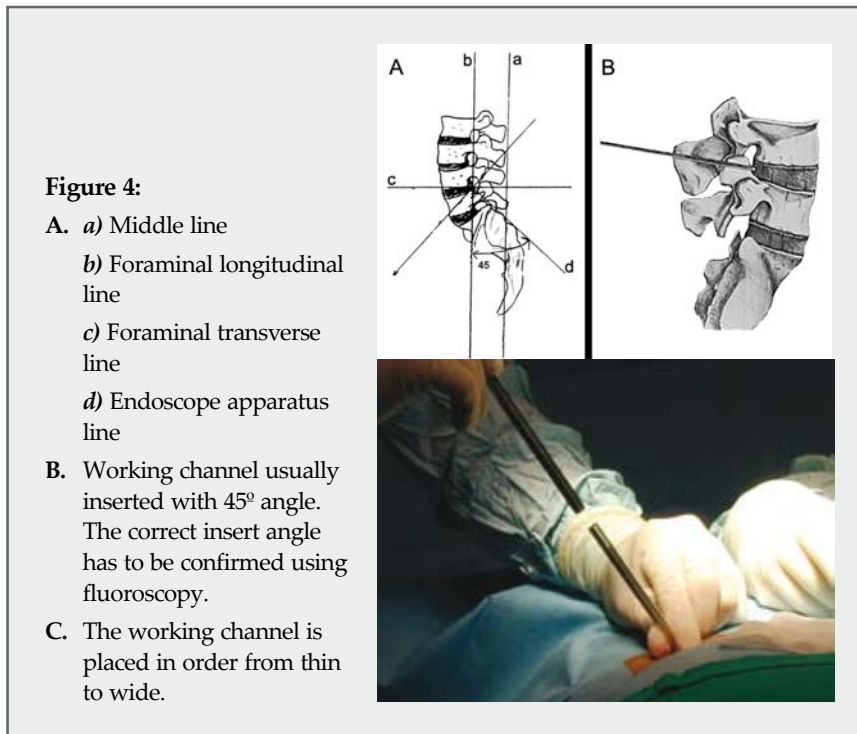 Figure 4:
A. a) Middle line
b) Foraminal longitudinal
line
c) Foraminal transverse
line
d) Endoscope apparatus
line
B. Working channel usually
inserted with 45º angle.
The correct insert angle
has to be confirmed using
fluoroscopy.
C. The working channel is
placed in order from thin
to wide.
A
b
a
c
45
d
B